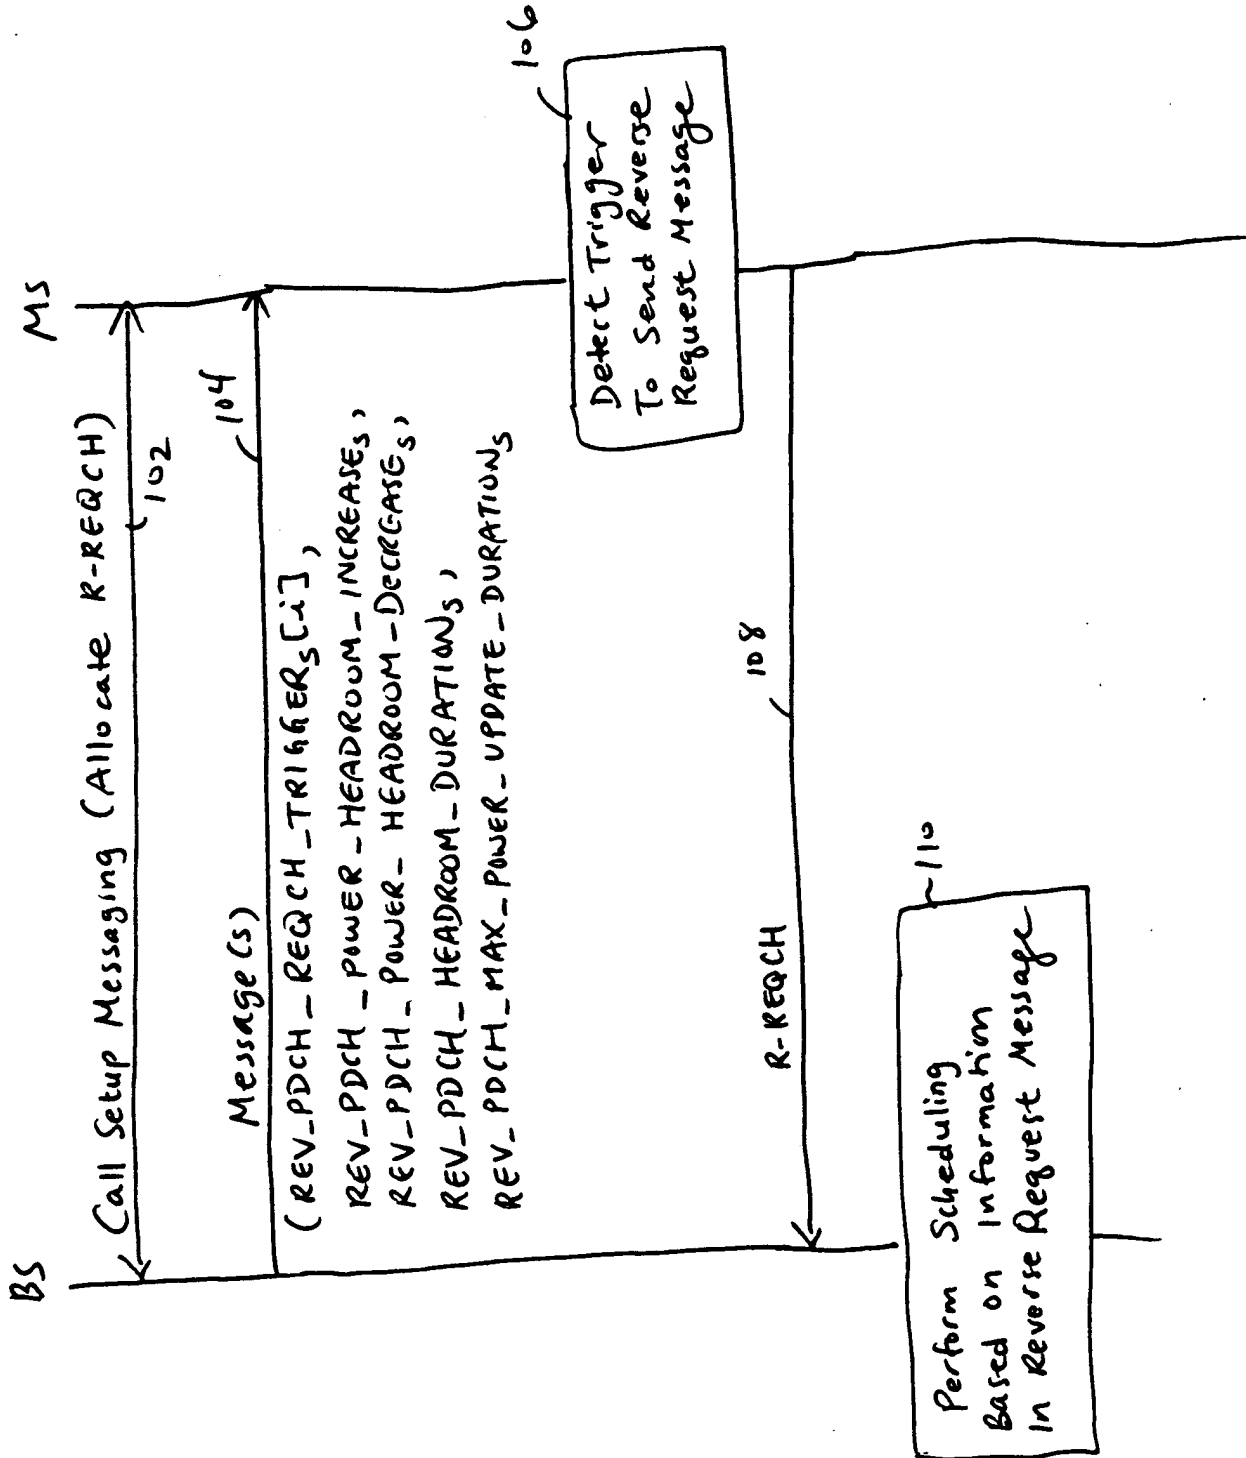 BS
MS
Call Setup Messaging (Allocate R-REQCH)
102
Message(s)
104
(REV_PDCH_REQCH_TRIGGERs[i],
REV_PDCH_POWER_HEADROOM_INCREASEs,
REV_PDCH_POWER_HEADROOM_DECREASEs,
REV_PDCH_HEADROOM_DURATIONs,
REV_PDCH_MAX_POWER_UPDATE_DURATIONs
106
Detect Trigger
To Send Reverse
Request Message
R-REQCH
108
110
Perform Scheduling
Based on Information
In Reverse Request Message